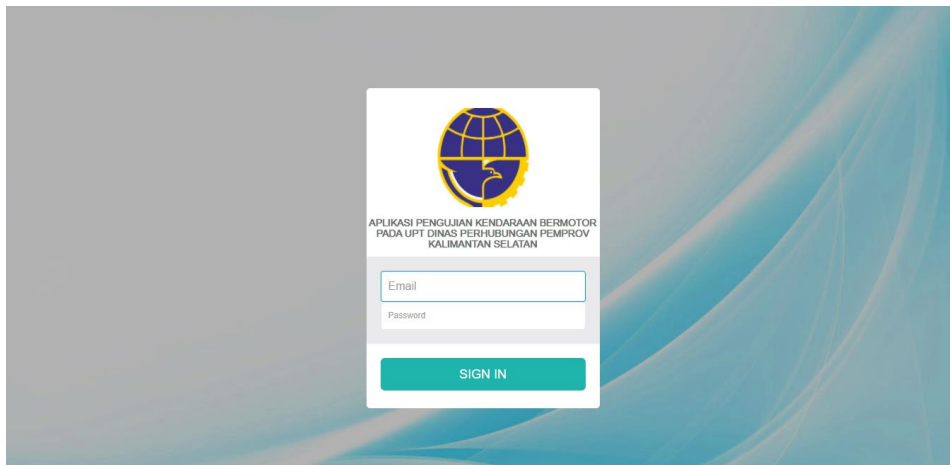 APLIKASI PENGUJIAN KENDARAAN BERMOTOR
PADA UPT DINAS PERHUBUNGAN PEMPROV
KALIMANTAN SELATAN
Email
Password
SIGN IN